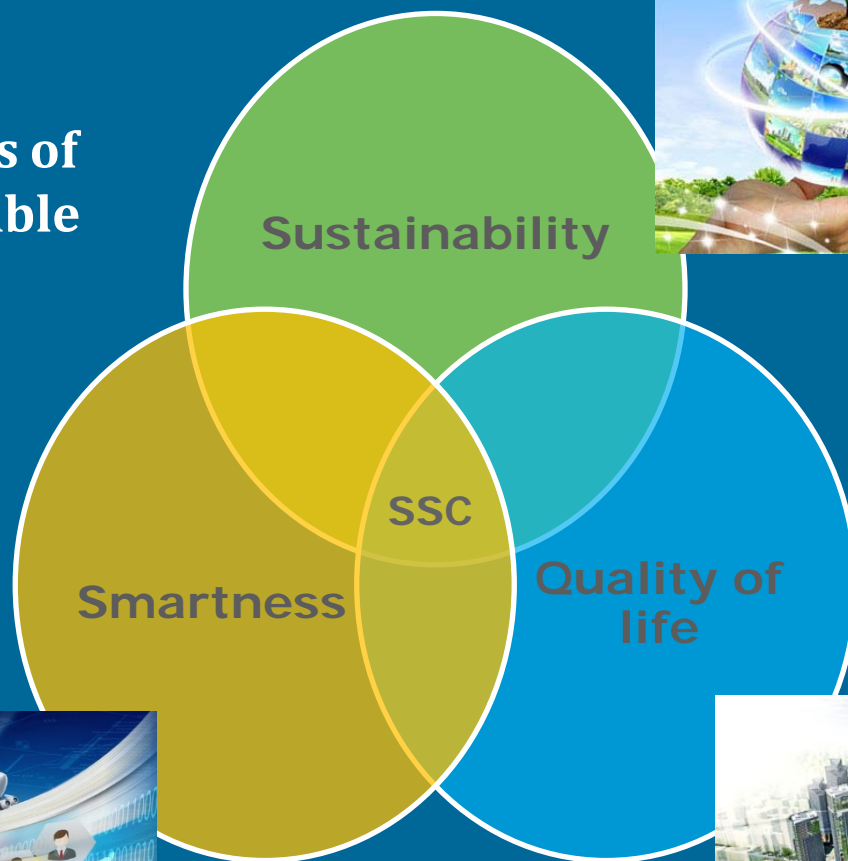 s of
ble
Sustainability
SSC
Smartness
Quality of
life